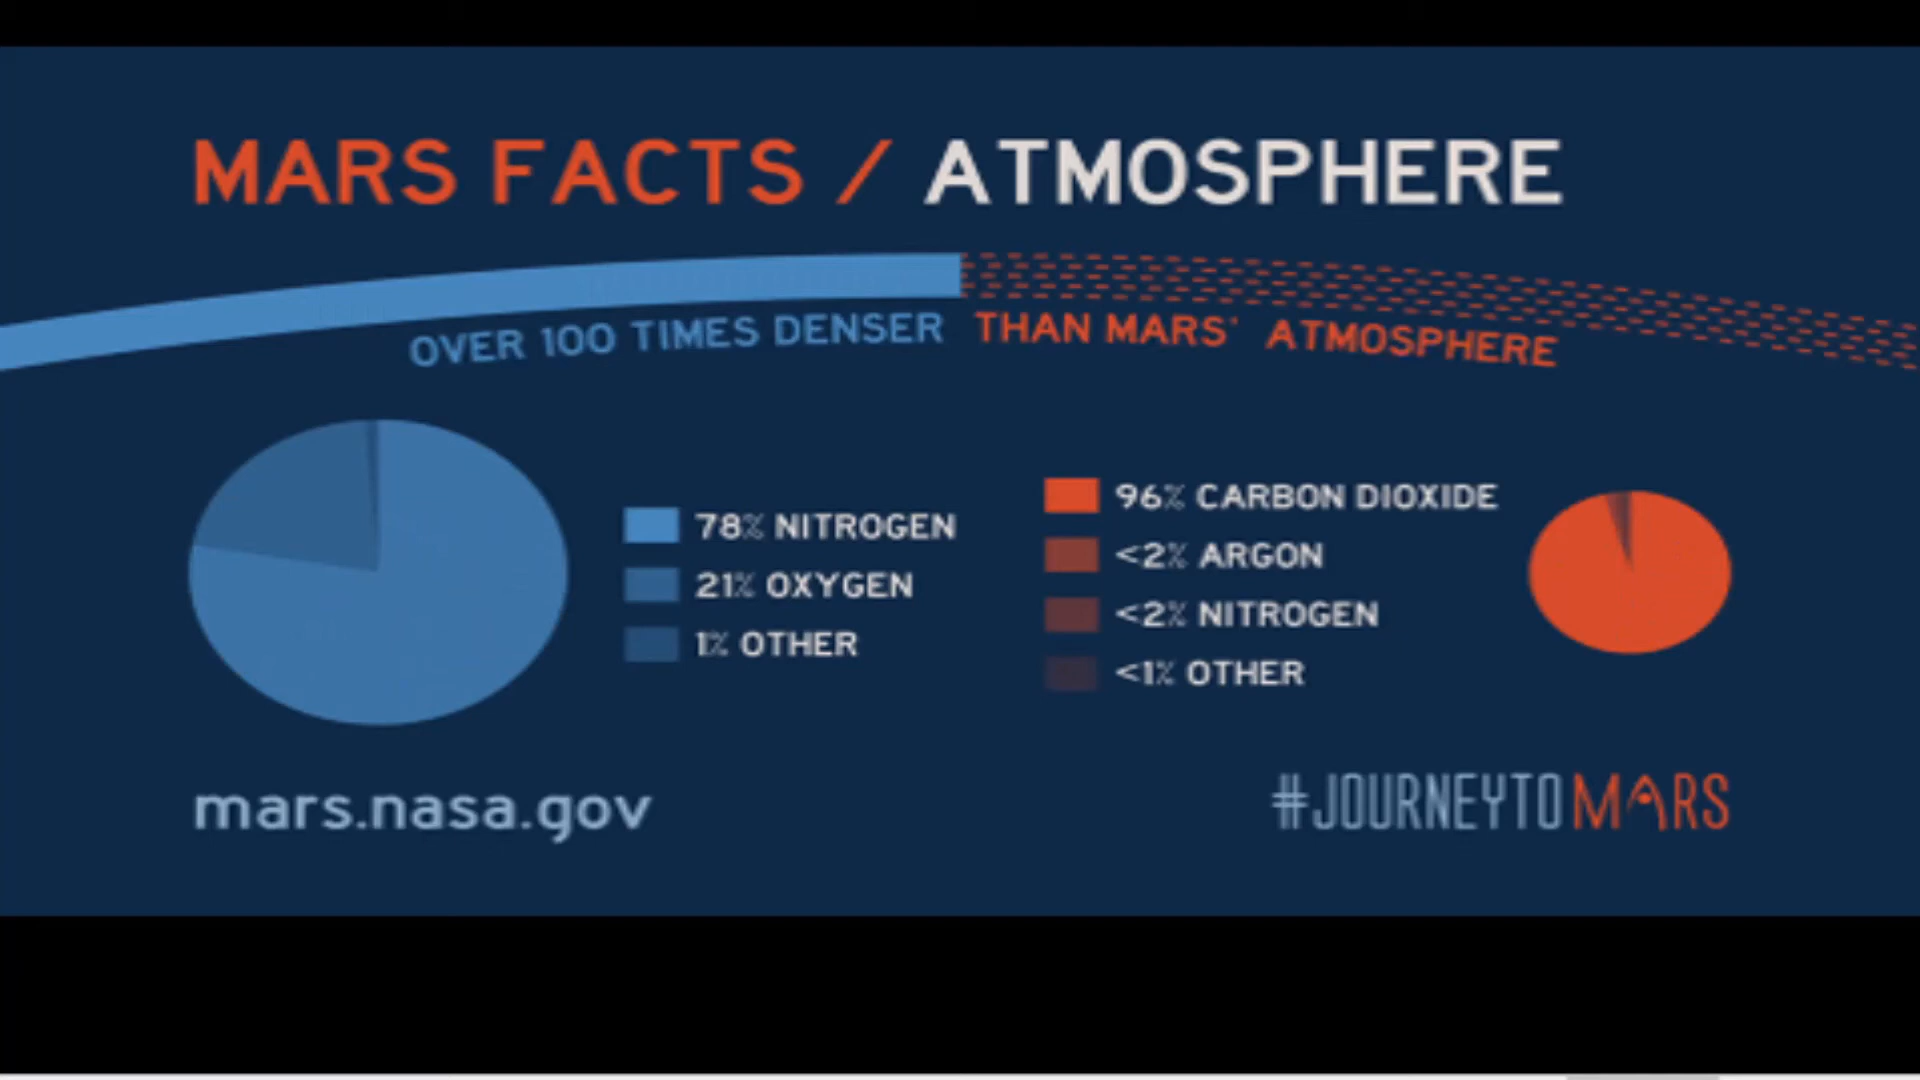 MARS FACTS / ATMOSPHERE
OVER 100 TIMES DENSER THAN MARS' ATMOSPHERE
78% NITROGEN
21% OXYGEN
1% OTHER
96% CARBON DIOXIDE
<2% ARGON
<2% NITROGEN
<1% OTHER
mars.nasa.gov
#JOURNEYTOMARS